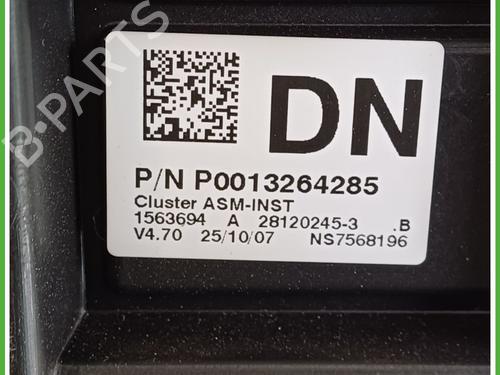 B-PARTS
DN
P/N P0013264285
Cluster ASM-INST
1563694 A 28120245-3 .B
V4.70 25/10/07 NS7568196